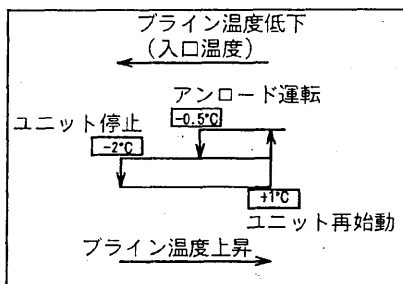 ブライン温度低下
(入口温度)
アンロード運転
-0.5℃
ユニット停止
-2℃
+1℃
ユニット再始動
ブライン温度上昇